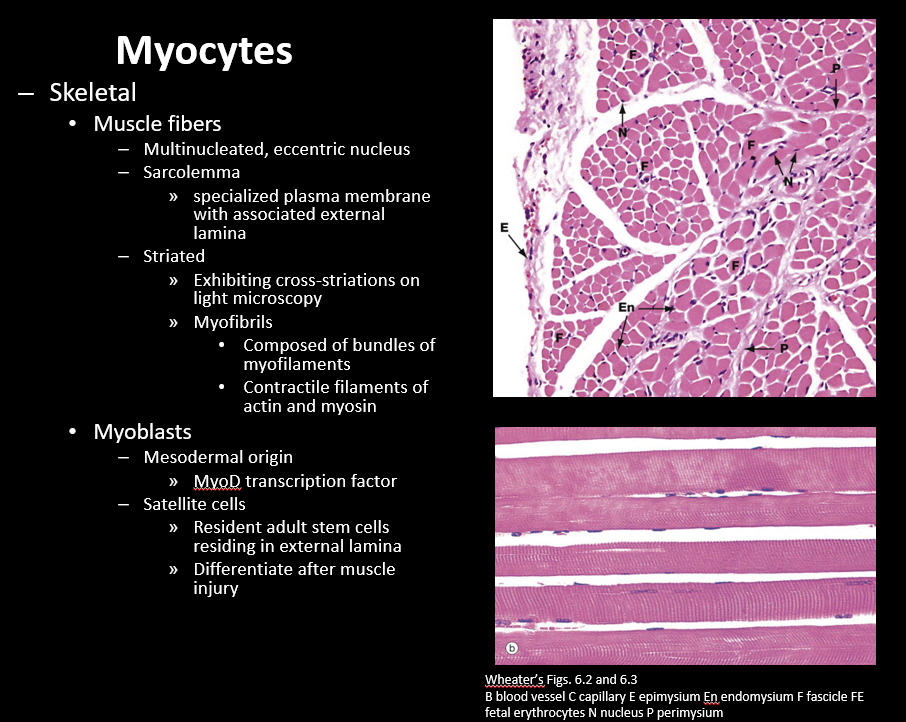 Myocytes
– Skeletal
• Muscle fibers
– Multinucleated, eccentric nucleus
– Sarcolemma
» specialized plasma membrane
with associated external
lamina
– Striated
» Exhibiting cross-striations on
light microscopy
» Myofibrils
• Composed of bundles of
myofilaments
• Contractile filaments of
actin and myosin
• Myoblasts
– Mesodermal origin
» MyoD transcription factor
– Satellite cells
» Resident adult stem cells
residing in external lamina
» Differentiate after muscle
injury
F
P
N
F
F
N
E
F
En
F
P
b
Wheater's Figs. 6.2 and 6.3
B blood vessel C capillary E epimysium En endomysium F fascicle FE
fetal erythrocytes N nucleus P perimysium